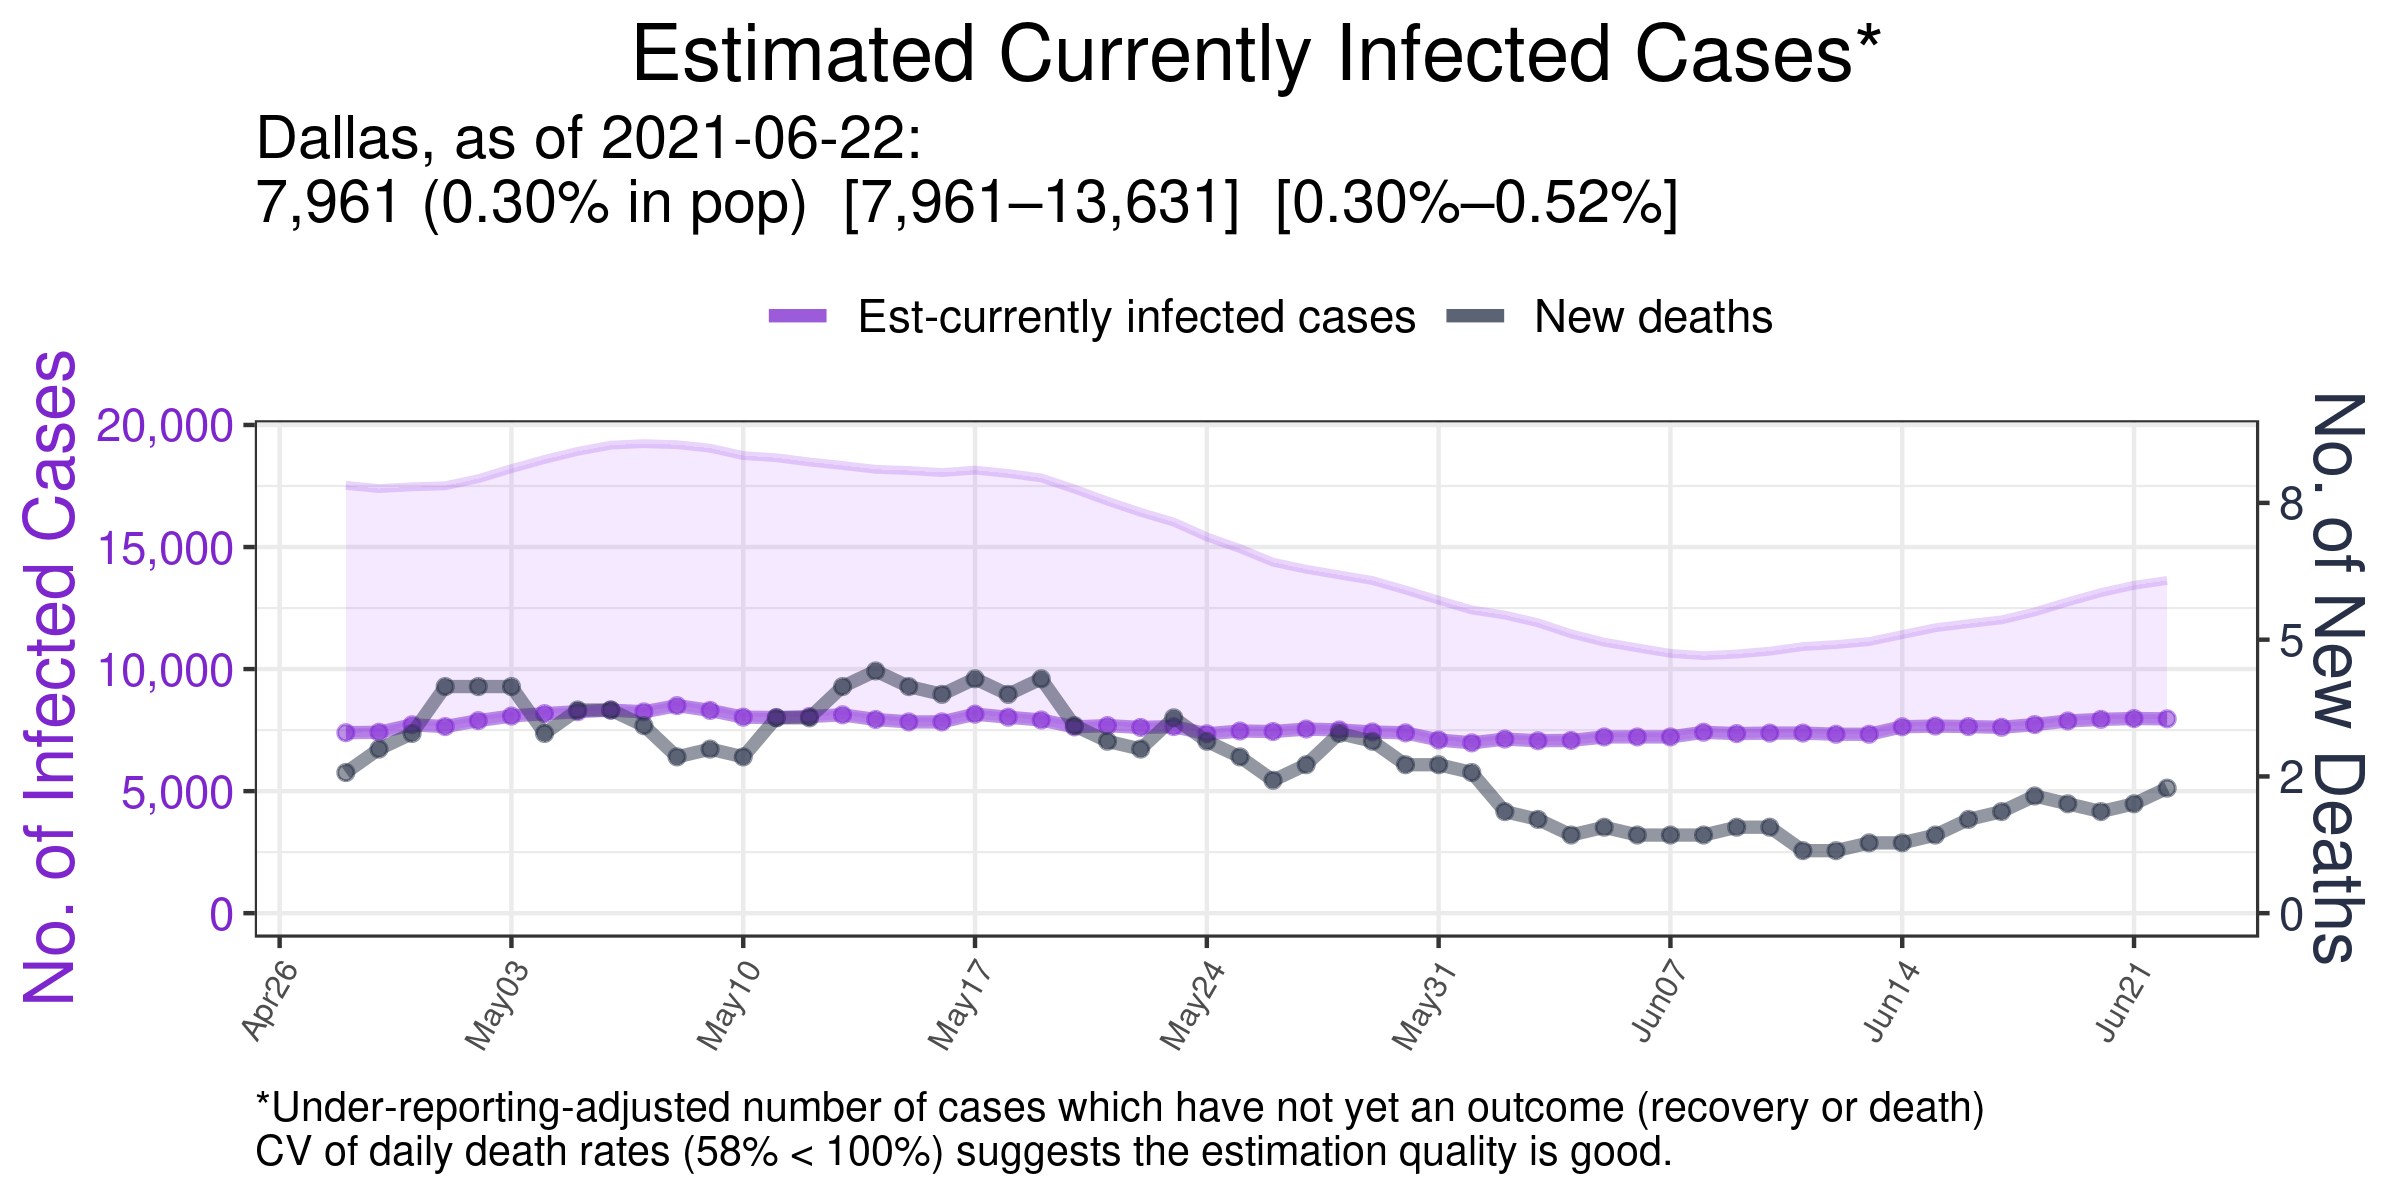 Estimated Currently Infected Cases*
Dallas, as of 2021-06-22:
7,961 (0.30% in pop)  [7,961–13,631]  [0.30%–0.52%]
Est-currently infected cases
New deaths
No. of Infected Cases
20,000
15,000
10,000
5,000
0
No. of New Deaths
8
5
2
0
Apr26
May03
May10
May17
May24
May31
Jun07
Jun14
Jun21
*Under-reporting-adjusted number of cases which have not yet an outcome (recovery or death)
CV of daily death rates (58% < 100%) suggests the estimation quality is good.